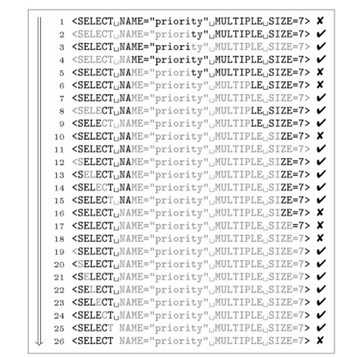 1 <SELECT␣NAME="priority"␣MULTIPLE␣SIZE=7> ✘
2 <SELECT␣NAME="priority"␣MULTIPLE␣SIZE=7> ✔
3 <SELECT␣NAME="priority"␣MULTIPLE␣SIZE=7> ✔
4 <SELECT␣NAME="priority"␣MULTIPLE␣SIZE=7> ✔
5 <SELECT␣NAME="priority"␣MULTIPLE␣SIZE=7> ✘
6 <SELECT␣NAME="priority"␣MULTIPLE␣SIZE=7> ✘
7 <SELECT␣NAME="priority"␣MULTIPLE␣SIZE=7> ✔
8 <SELECT␣NAME="priority"␣MULTIPLE␣SIZE=7> ✔
9 <SELECT␣NAME="priority"␣MULTIPLE␣SIZE=7> ✔
10 <SELECT␣NAME="priority"␣MULTIPLE␣SIZE=7> ✘
11 <SELECT␣NAME="priority"␣MULTIPLE␣SIZE=7> ✔
12 <SELECT␣NAME="priority"␣MULTIPLE␣SIZE=7> ✔
13 <SELECT␣NAME="priority"␣MULTIPLE␣SIZE=7> ✔
14 <SELECT␣NAME="priority"␣MULTIPLE␣SIZE=7> ✔
15 <SELECT␣NAME="priority"␣MULTIPLE␣SIZE=7> ✔
16 <SELECT␣NAME="priority"␣MULTIPLE␣SIZE=7> ✘
17 <SELECT␣NAME="priority"␣MULTIPLE␣SIZE=7> ✘
18 <SELECT␣NAME="priority"␣MULTIPLE␣SIZE=7> ✘
19 <SELECT␣NAME="priority"␣MULTIPLE␣SIZE=7> ✔
20 <SELECT␣NAME="priority"␣MULTIPLE␣SIZE=7> ✔
21 <SELECT␣NAME="priority"␣MULTIPLE␣SIZE=7> ✔
22 <SELECT␣NAME="priority"␣MULTIPLE␣SIZE=7> ✔
23 <SELECT␣NAME="priority"␣MULTIPLE␣SIZE=7> ✔
24 <SELECT␣NAME="priority"␣MULTIPLE␣SIZE=7> ✔
25 <SELECT␣NAME="priority"␣MULTIPLE␣SIZE=7> ✔
26 <SELECT␣NAME="priority"␣MULTIPLE␣SIZE=7> ✘